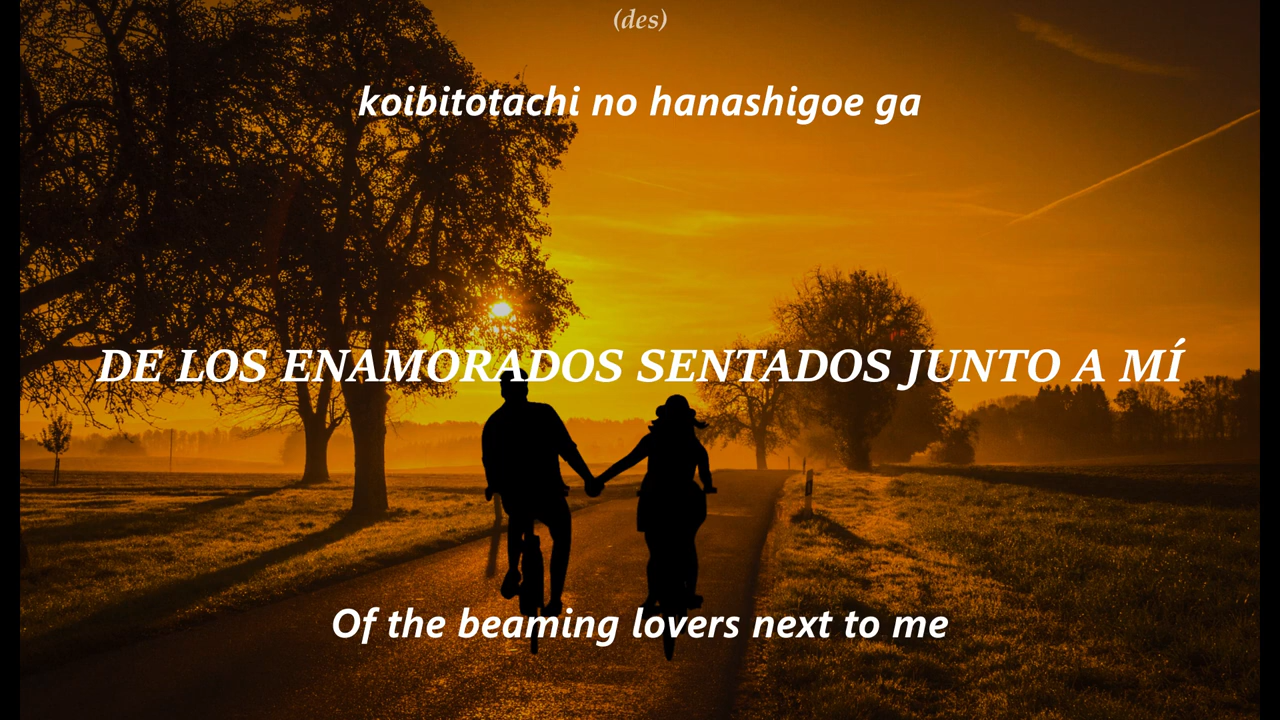 (des)
koibitotachi no hanashigoe ga
DE LOS ENAMORADOS SENTADOS JUNTO A MÍ
Of the beaming lovers next to me